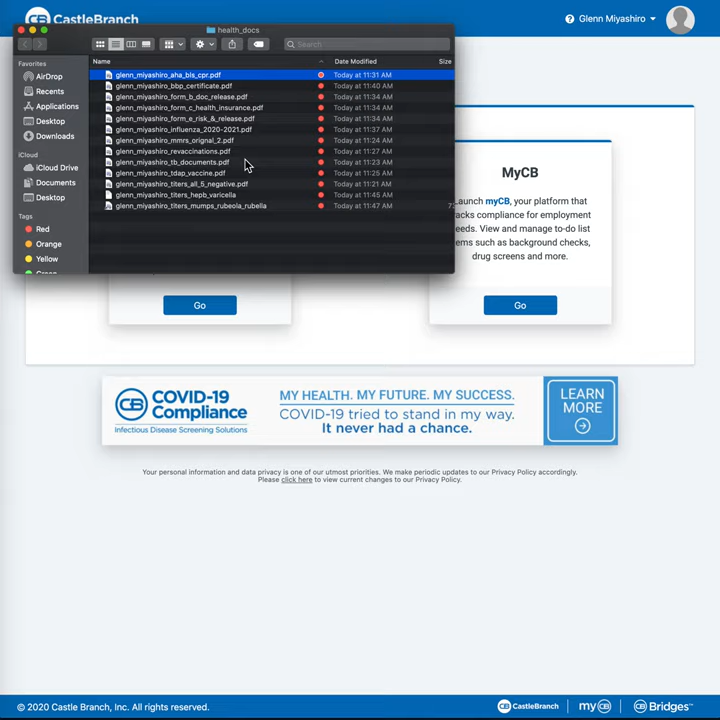 CastleBranch
Glenn Miyashiro
health_docs
Search
Favorites
AirDrop
Recents
Applications
Desktop
Downloads
iCloud
iCloud Drive
Documents
Desktop
Tags
Red
Orange
Yellow
Name
Date Modified
Size
glenn_miyashiro_aha_bls_cpr.pdf Today at 11:31 AM
glenn_miyashiro_bbp_certificate.pdf Today at 11:40 AM
glenn_miyashiro_form_b_doc_release.pdf Today at 11:34 AM
glenn_miyashiro_form_c_health_insurance.pdf Today at 11:34 AM
glenn_miyashiro_form_e_risk_&_release.pdf Today at 11:34 AM
glenn_miyashiro_influenza_2020-2021.pdf Today at 11:37 AM
glenn_miyashiro_mmrs_orignal_2.pdf Today at 11:24 AM
glenn_miyashiro_revaccinations.pdf Today at 11:27 AM
glenn_miyashiro_tb_documents.pdf Today at 11:23 AM
glenn_miyashiro_tdap_vaccine.pdf Today at 11:25 AM
glenn_miyashiro_titers_all_5_negative.pdf Today at 11:21 AM
glenn_miyashiro_titers_hepb_varicella Today at 11:45 AM
glenn_miyashiro_titers_mumps_rubeola_rubella Today at 11:47 AM
MyCB
Launch myCB, your platform that
acks compliance for employment
eeds. View and manage to-do list
ems such as background checks,
drug screens and more.
Go
Go
CB COVID-19
Compliance
Infectious Disease Screening Solutions
MY HEALTH. MY FUTURE. MY SUCCESS.
COVID-19 tried to stand in my way.
It never had a chance.
LEARN
MORE
Your personal information and data privacy is one of our utmost priorities. We make periodic updates to our Privacy Policy accordingly.
Please click here to view current changes to our Privacy Policy.
© 2020 Castle Branch, Inc. All rights reserved.
CB CastleBranch
my CB
CB Bridges™